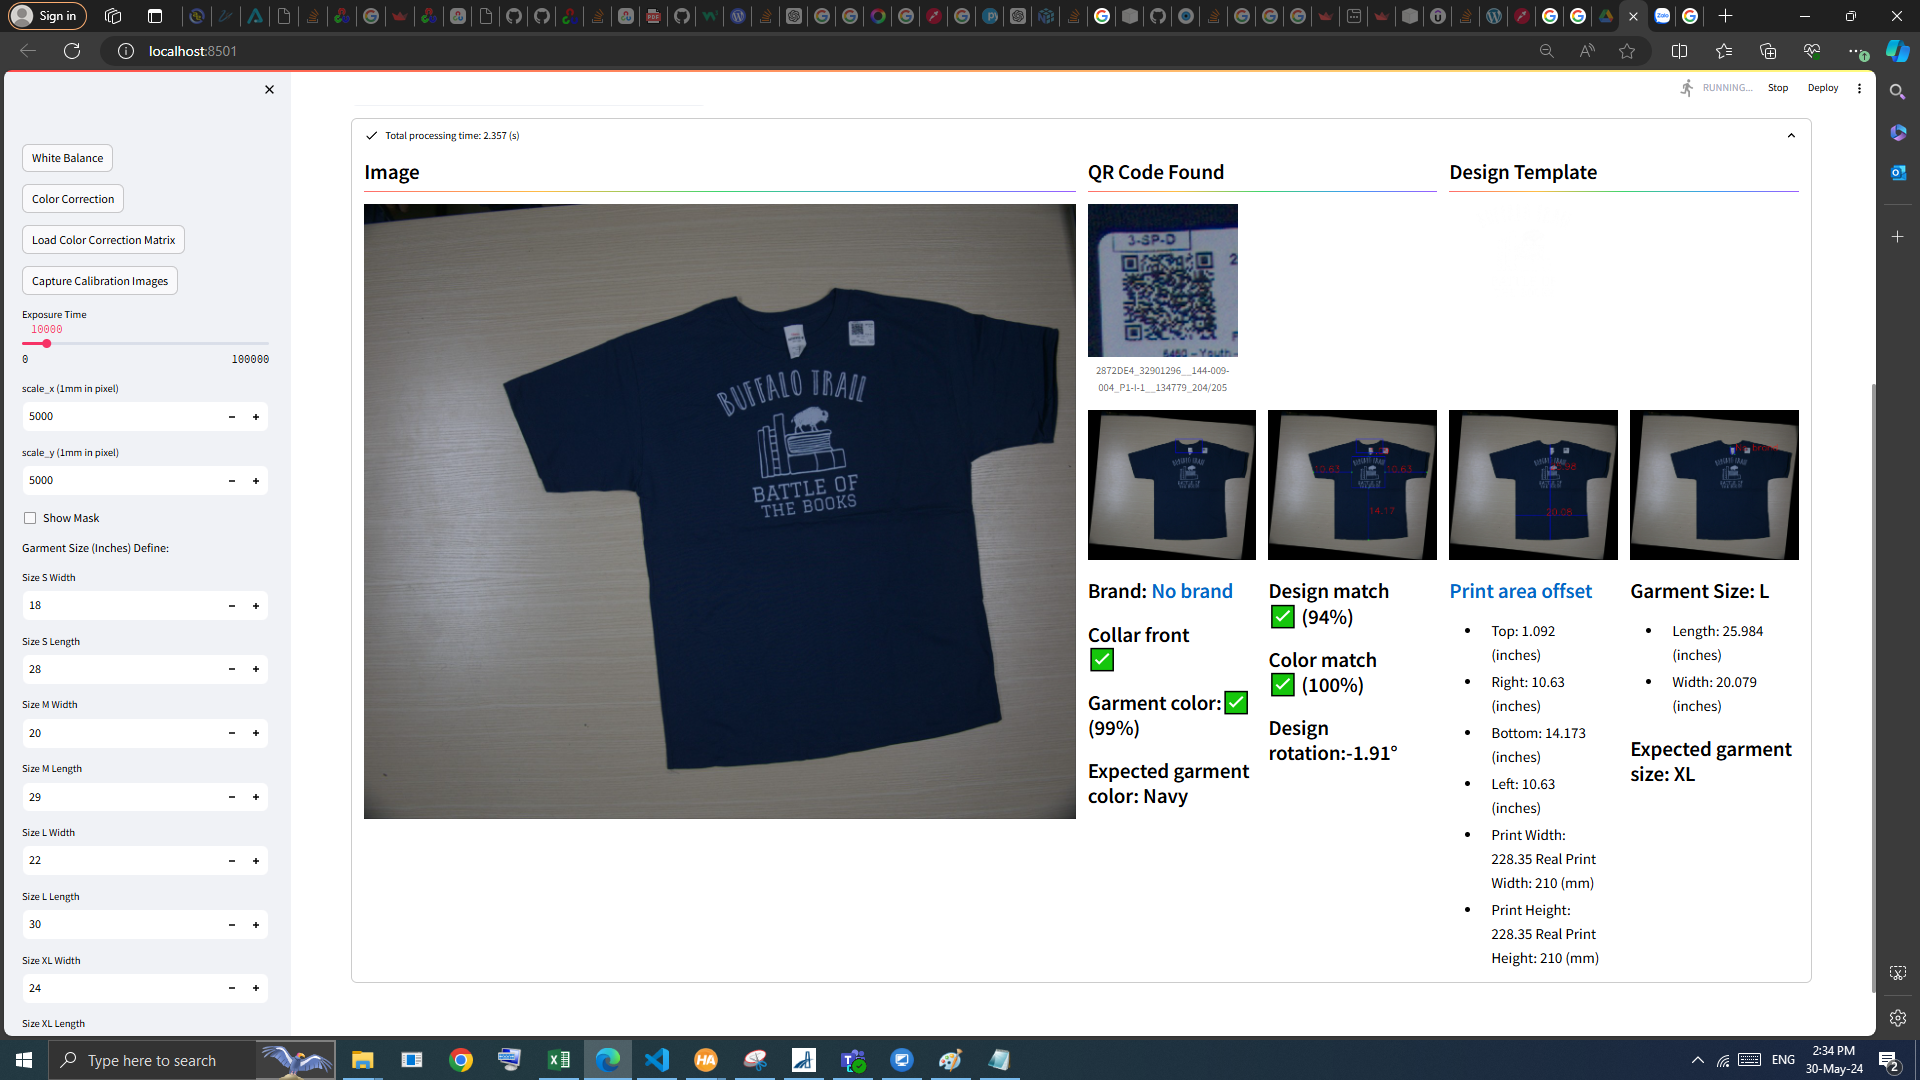 Sign in
localhost:8501
RUNNING...
Stop
Deploy
White Balance
Color Correction
Load Color Correction Matrix
Capture Calibration Images
Exposure Time
10000
0
100000
scale_x (1mm in pixel)
5000
scale_y (1mm in pixel)
5000
Show Mask
Garment Size (Inches) Define:
Size S Width
18
Size S Length
28
Size M Width
20
Size M Length
29
Size L Width
22
Size L Length
30
Size XL Width
24
Size XL Length
Total processing time: 2.357 (s)
Image
BUFFALO TRAIL
BATTLE OF
THE BOOKS
QR Code Found
3-SP-D
2872DE4_32901296__144-009-
004_P1-I-1__134779_204/205
Design Template
10.63
10.63
14.17
20.08
Brand: No brand
Collar front
Garment color:
(99%)
Expected garment
color: Navy
Design match
(94%)
Color match
(100%)
Design
rotation:-1.91°
Print area offset
Top: 1.092
(inches)
Right: 10.63
(inches)
Bottom: 14.173
(inches)
Left: 10.63
(inches)
Print Width:
228.35 Real Print
Width: 210 (mm)
Print Height:
228.35 Real Print
Height: 210 (mm)
Garment Size: L
Length: 25.984
(inches)
Width: 20.079
(inches)
Expected garment
size: XL
Type here to search
ENG
2:34 PM
30-May-24
2